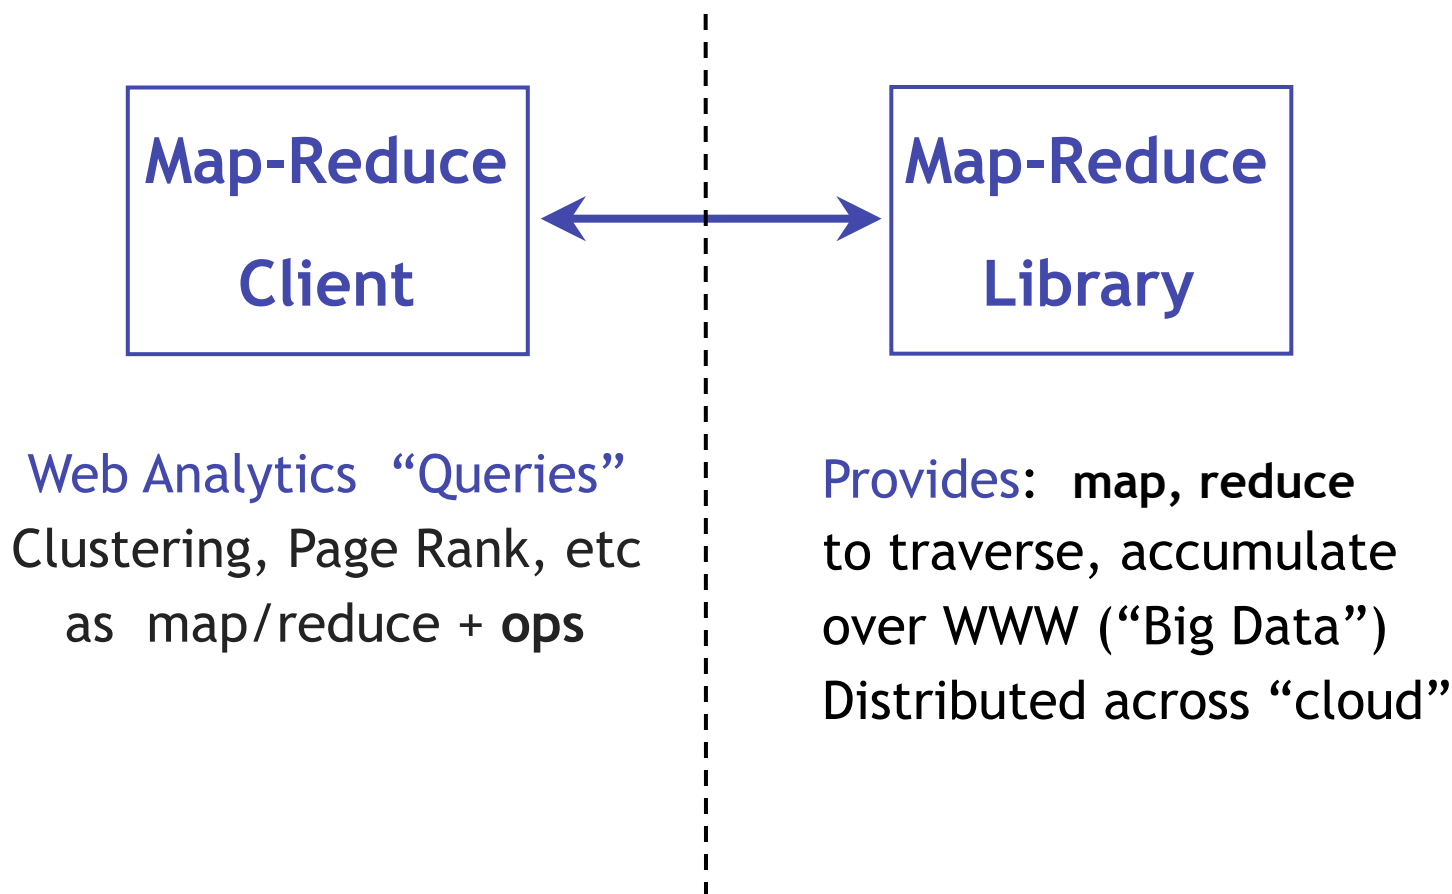 Map-Reduce
Client
Web Analytics “Queries”
Clustering, Page Rank, etc
as map/reduce + ops
Map-Reduce
Library
Provides: map, reduce
to traverse, accumulate
over WWW (“Big Data”)
Distributed across “cloud”